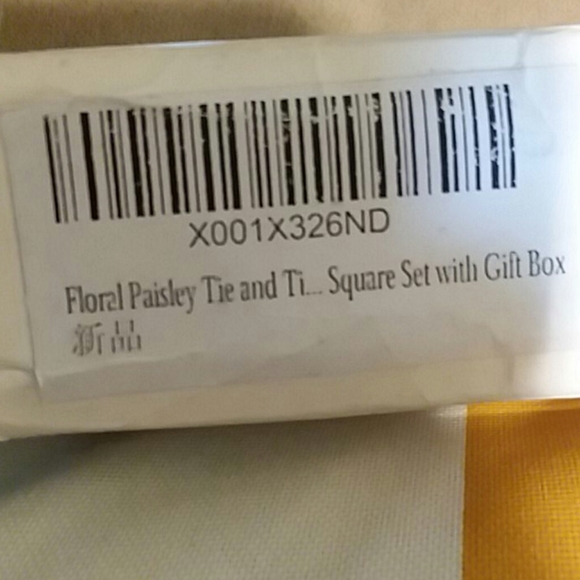 X001X326ND
Floral Paisley Tie and Ti... Square Set with Gift Box
新品